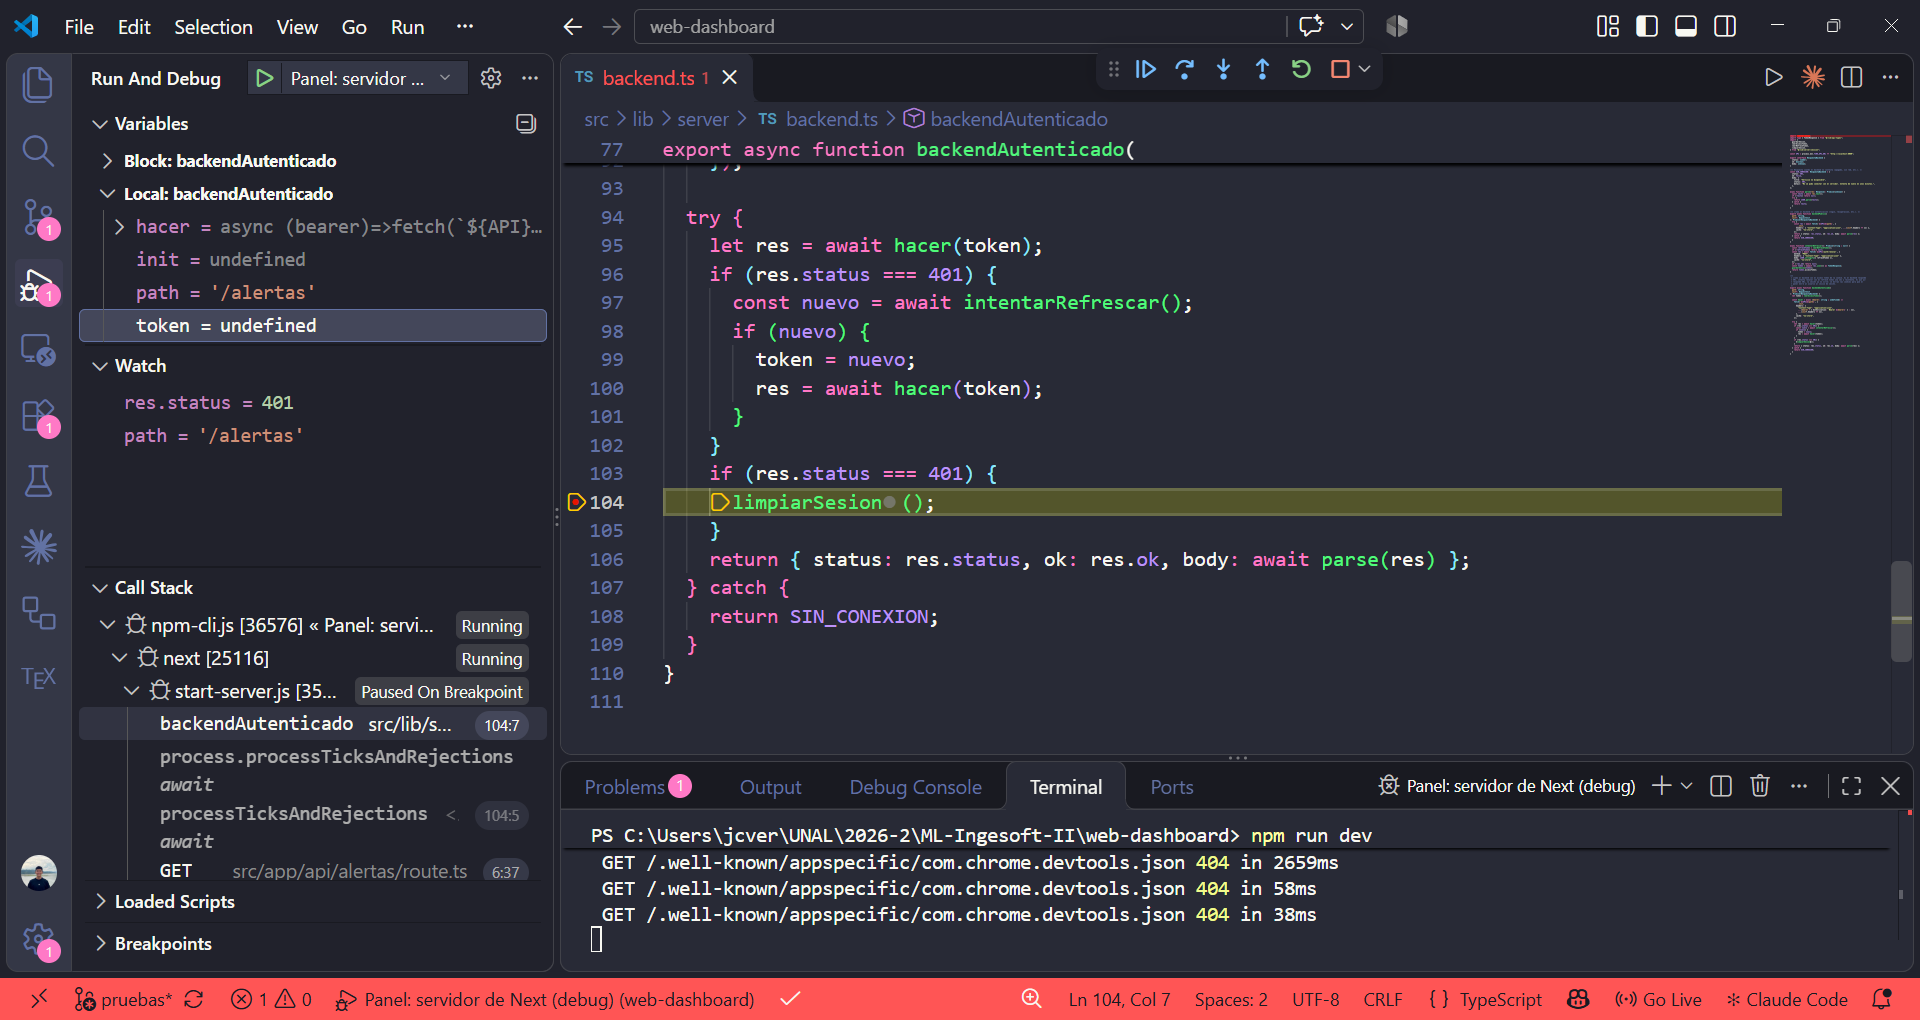 File Edit Selection View Go Run ···
web-dashboard
Run And Debug
Panel: servidor ...
Variables
Block: backendAutenticado
Local: backendAutenticado
hacer = async (bearer)=>fetch(`${API}...
init = undefined
path = '/alertas'
token = undefined
Watch
res.status = 401
path = '/alertas'
Call Stack
npm-cli.js [36576] « Panel: servi... Running
next [25116] Running
start-server.js [35... Paused On Breakpoint
backendAutenticado src/lib/s... 104:7
process.processTicksAndRejections
await
processTicksAndRejections <. 104:5
await
GET src/app/api/alertas/route.ts 6:37
Loaded Scripts
Breakpoints
1
1
1
TEX
1
TS backend.ts 1
src > lib > server > TS backend.ts > backendAutenticado
77 export async function backendAutenticado(
93
94 try {
95 let res = await hacer(token);
96 if (res.status === 401) {
97 const nuevo = await intentarRefrescar();
98 if (nuevo) {
99 token = nuevo;
100 res = await hacer(token);
101 }
102 }
103 if (res.status === 401) {
104 limpiarSesion ();
105 }
106 return { status: res.status, ok: res.ok, body: await parse(res) };
107 } catch {
108 return SIN_CONEXION;
109 }
110 }
111
Problems 1 Output Debug Console Terminal Ports
Panel: servidor de Next (debug)
PS C:\Users\jcver\UNAL\2026-2\ML-Ingesoft-II\web-dashboard> npm run dev
GET /.well-known/appspecific/com.chrome.devtools.json 404 in 2659ms
GET /.well-known/appspecific/com.chrome.devtools.json 404 in 58ms
GET /.well-known/appspecific/com.chrome.devtools.json 404 in 38ms
pruebas* 1 0 Panel: servidor de Next (debug) (web-dashboard) Ln 104, Col 7 Spaces: 2 UTF-8 CRLF { } TypeScript Go Live Claude Code